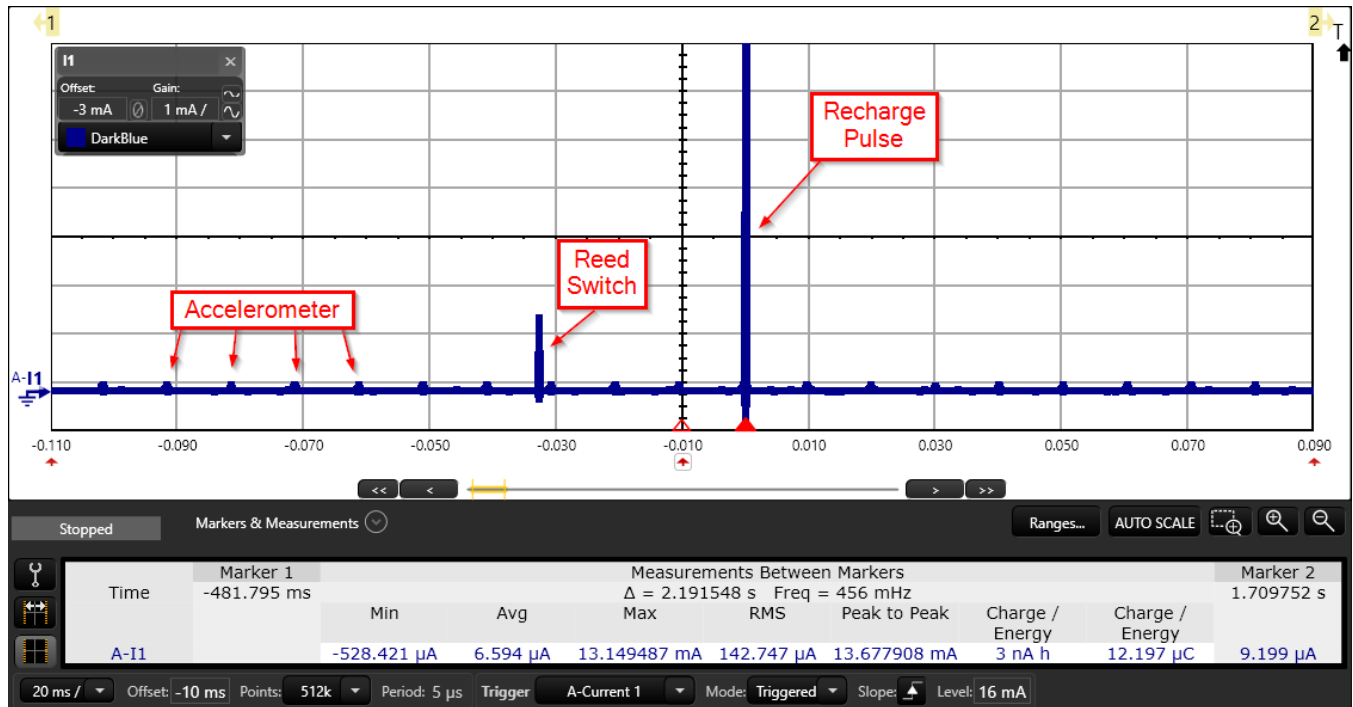 1
2
T
I1 ×
Offset: Gain:
-3 mA 1 mA /
DarkBlue
Recharge
Pulse
Reed
Switch
Accelerometer
A-I1
-0.110 -0.090 -0.070 -0.050 -0.030 -0.010 0.010 0.030 0.050 0.070 0.090
<< < > >>
Stopped Markers & Measurements Ranges... AUTO SCALE
Marker 1 Measurements Between Markers Marker 2
Time -481.795 ms Δ = 2.191548 s Freq = 456 mHz 1.709752 s
Min Avg Max RMS Peak to Peak Charge / Charge /
Energy Energy
A-I1 -528.421 µA 6.594 µA 13.149487 mA 142.747 µA 13.677908 mA 3 nA h 12.197 µC 9.199 µA
20 ms / Offset: -10 ms Points: 512k Period: 5 µs Trigger A-Current 1 Mode: Triggered Slope: Level: 16 mA